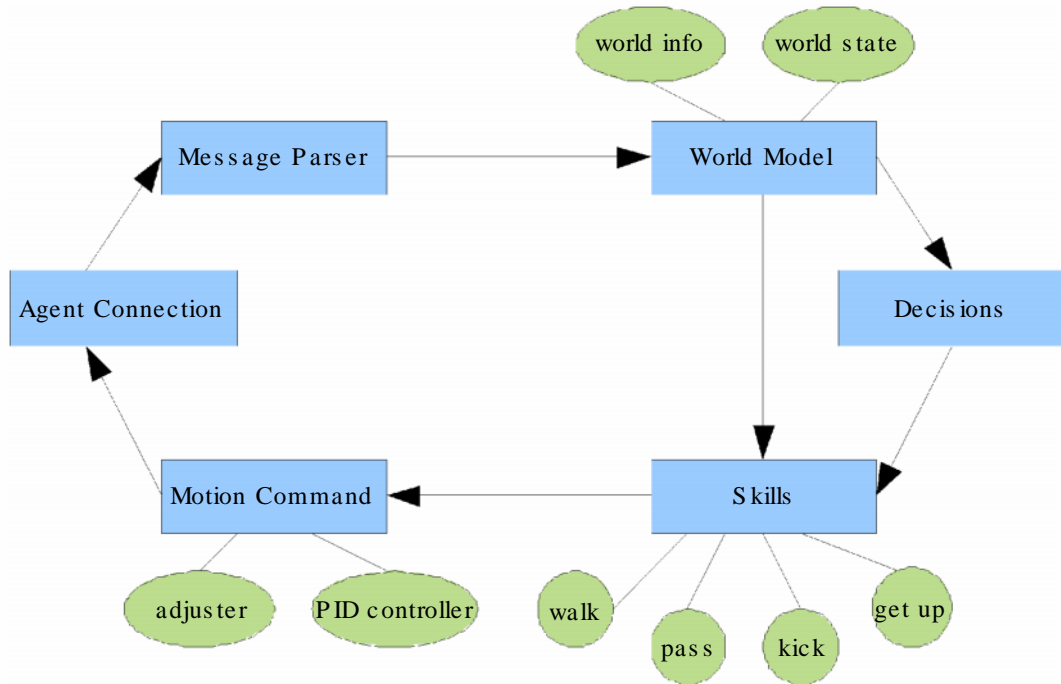 world info
world state
Message Parser
World Model
Agent Connection
Decisions
Motion Command
Skills
adjuster
PID controller
walk
pass
kick
get up